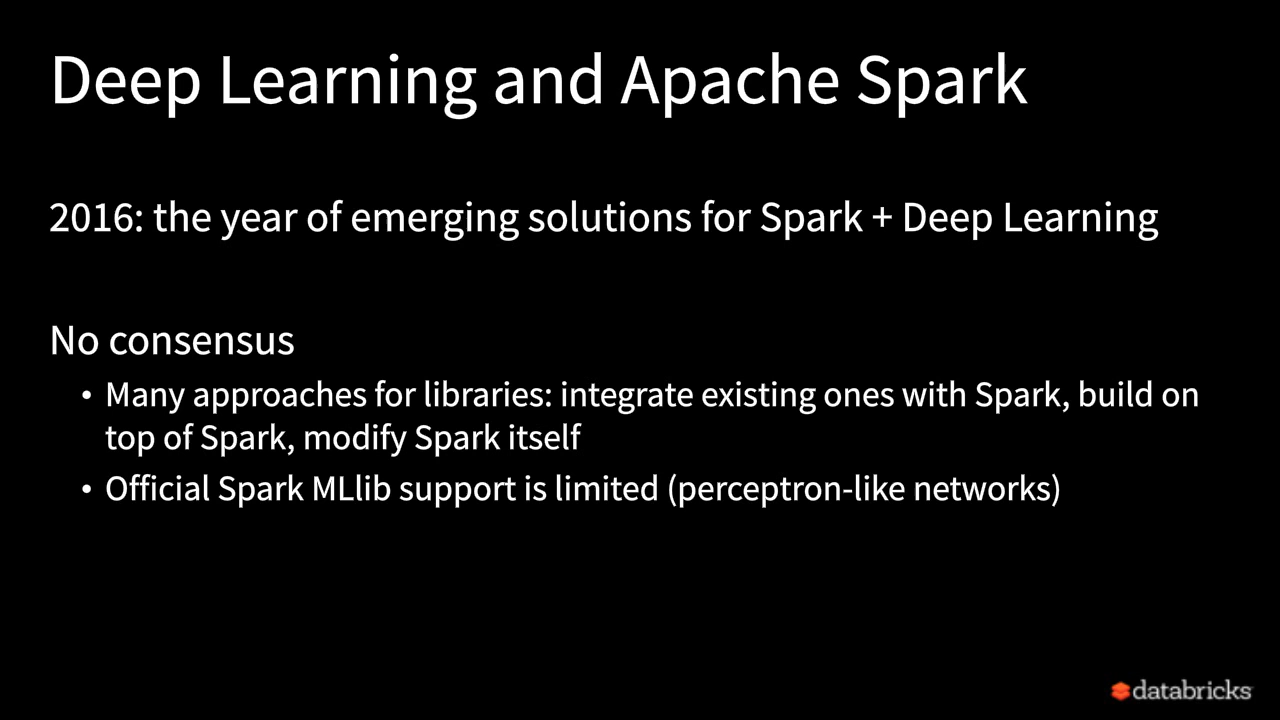 Deep Learning and Apache Spark
2016: the year of emerging solutions for Spark + Deep Learning
No consensus
• Many approaches for libraries: integrate existing ones with Spark, build on
top of Spark, modify Spark itself
• Official Spark MLlib support is limited (perceptron-like networks)
databricks